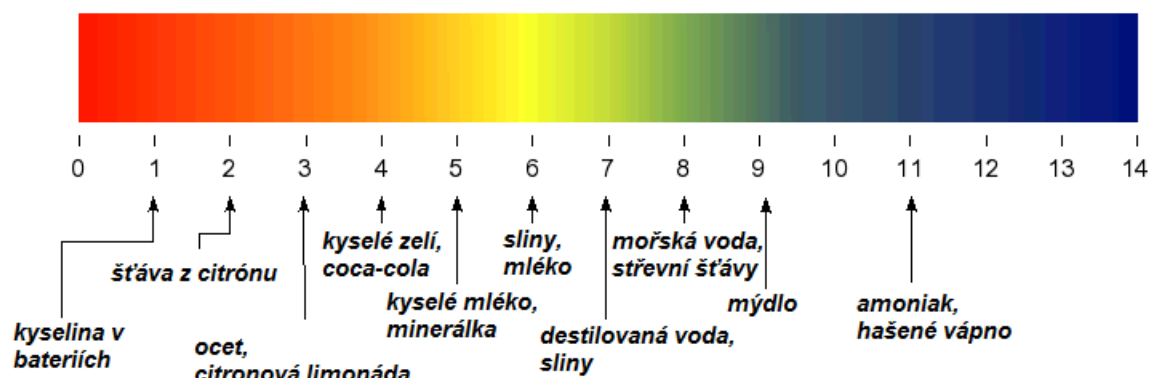 0 1 2 3 4 5 6 7 8 9 10 11 12 13 14
kyselina v
bateriích
šťáva z citrónu
ocet,
citronová limonáda
kyselé zelí,
coca-cola
kyselé mléko,
minerálka
sliny,
mléko
destilovaná voda,
sliny
mořská voda,
střevní šťávy
mýdlo
amoniak,
hašené vápno